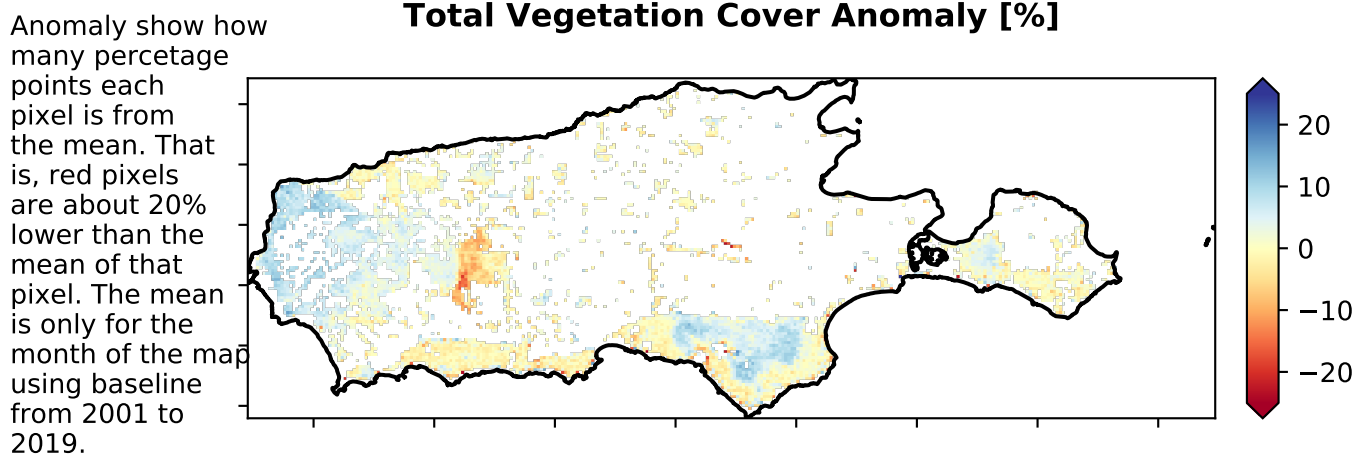 Total Vegetation Cover Anomaly [%]
Anomaly show how
many percetage
points each
pixel is from
the mean. That
is, red pixels
are about 20%
lower than the
mean of that
pixel. The mean
is only for the
month of the map
using baseline
from 2001 to
2019.
20
10
0
−10
−20